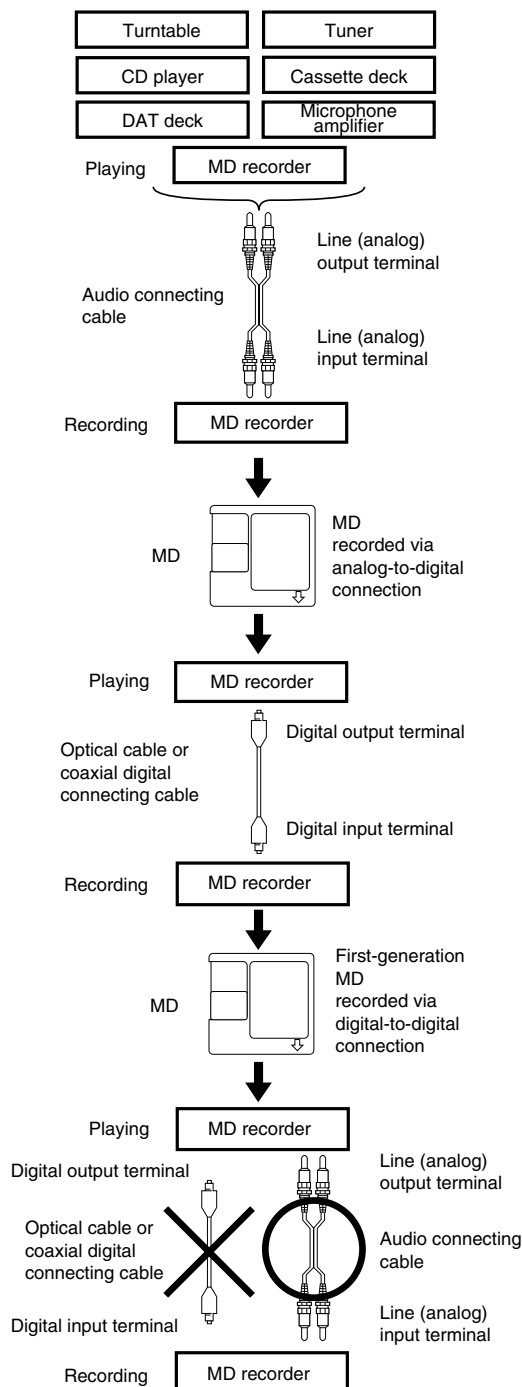 Turntable
Tuner
CD player
Cassette deck
DAT deck
Microphone
amplifier
Playing
MD recorder
Line (analog)
output terminal
Audio connecting
cable
Line (analog)
input terminal
Recording
MD recorder
MD
MD
recorded via
analog-to-digital
connection
Playing
MD recorder
Digital output terminal
Optical cable or
coaxial digital
connecting cable
Digital input terminal
Recording
MD recorder
MD
First-generation
MD
recorded via
digital-to-digital
connection
Playing
MD recorder
Digital output terminal
Line (analog)
output terminal
Optical cable or
coaxial digital
connecting cable
Audio connecting
cable
Digital input terminal
Line (analog)
input terminal
Recording
MD recorder